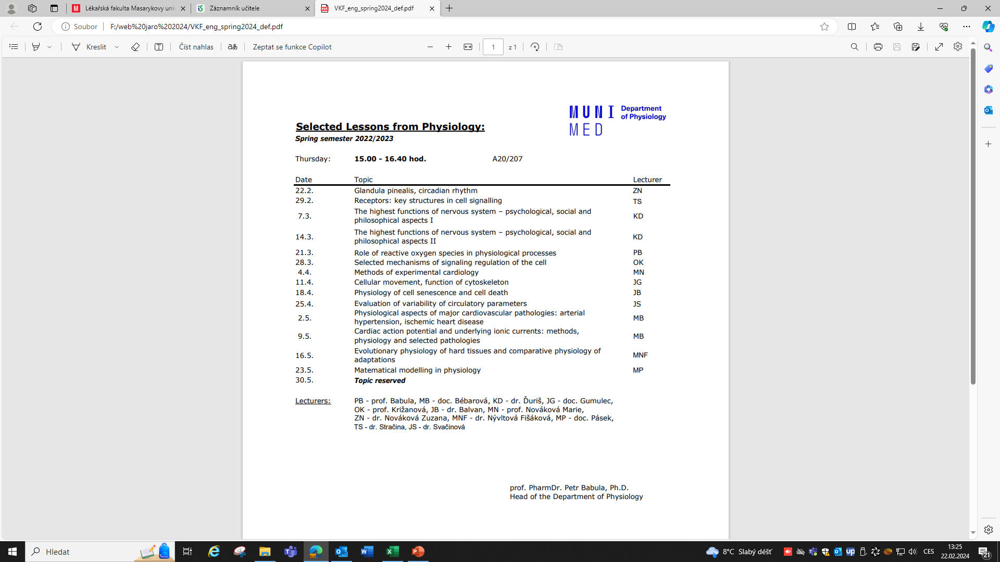 Lékařská fakulta Masarykovy univ
Záznamník učitele
VKF_eng_spring2024_def.pdf
Soubor
F:/web%20jaro%202024/VKF_eng_spring2024_def.pdf
Kreslit
Číst nahlas
aあ
Zeptat se funkce Copilot
1
z 1
MUNI Department
of Physiology
MED
Selected Lessons from Physiology:
Spring semester 2022/2023
Thursday: 15.00 - 16.40 hod. A20/207
Date Topic Lecturer
22.2. Glandula pinealis, circadian rhythm ZN
29.2. Receptors: key structures in cell signalling TS
7.3. The highest functions of nervous system – psychological, social and
philosophical aspects I KD
14.3. The highest functions of nervous system – psychological, social and
philosophical aspects II KD
21.3. Role of reactive oxygen species in physiological processes PB
28.3. Selected mechanisms of signaling regulation of the cell OK
4.4. Methods of experimental cardiology MN
11.4. Cellular movement, function of cytoskeleton JG
18.4. Physiology of cell senescence and cell death JB
25.4. Evaluation of variability of circulatory parameters JS
2.5. Physiological aspects of major cardiovascular pathologies: arterial
hypertension, ischemic heart disease MB
9.5. Cardiac action potential and underlying ionic currents: methods,
physiology and selected pathologies MB
16.5. Evolutionary physiology of hard tissues and comparative physiology of
adaptations MNF
23.5. Matematical modelling in physiology MP
30.5. Topic reserved
Lecturers: PB - prof. Babula, MB - doc. Bébarová, KD - dr. Ďuriš, JG - doc. Gumulec,
OK - prof. Križanová, JB - dr. Balvan, MN - prof. Nováková Marie,
ZN - dr. Nováková Zuzana, MNF - dr. Nývltová Fišáková, MP - doc. Pásek,
TS - dr. Stračina, JS - dr. Svačinová
prof. PharmDr. Petr Babula, Ph.D.
Head of the Department of Physiology
Hledat
8°C Slabý déšť
CES
13:25
22.02.2024
21